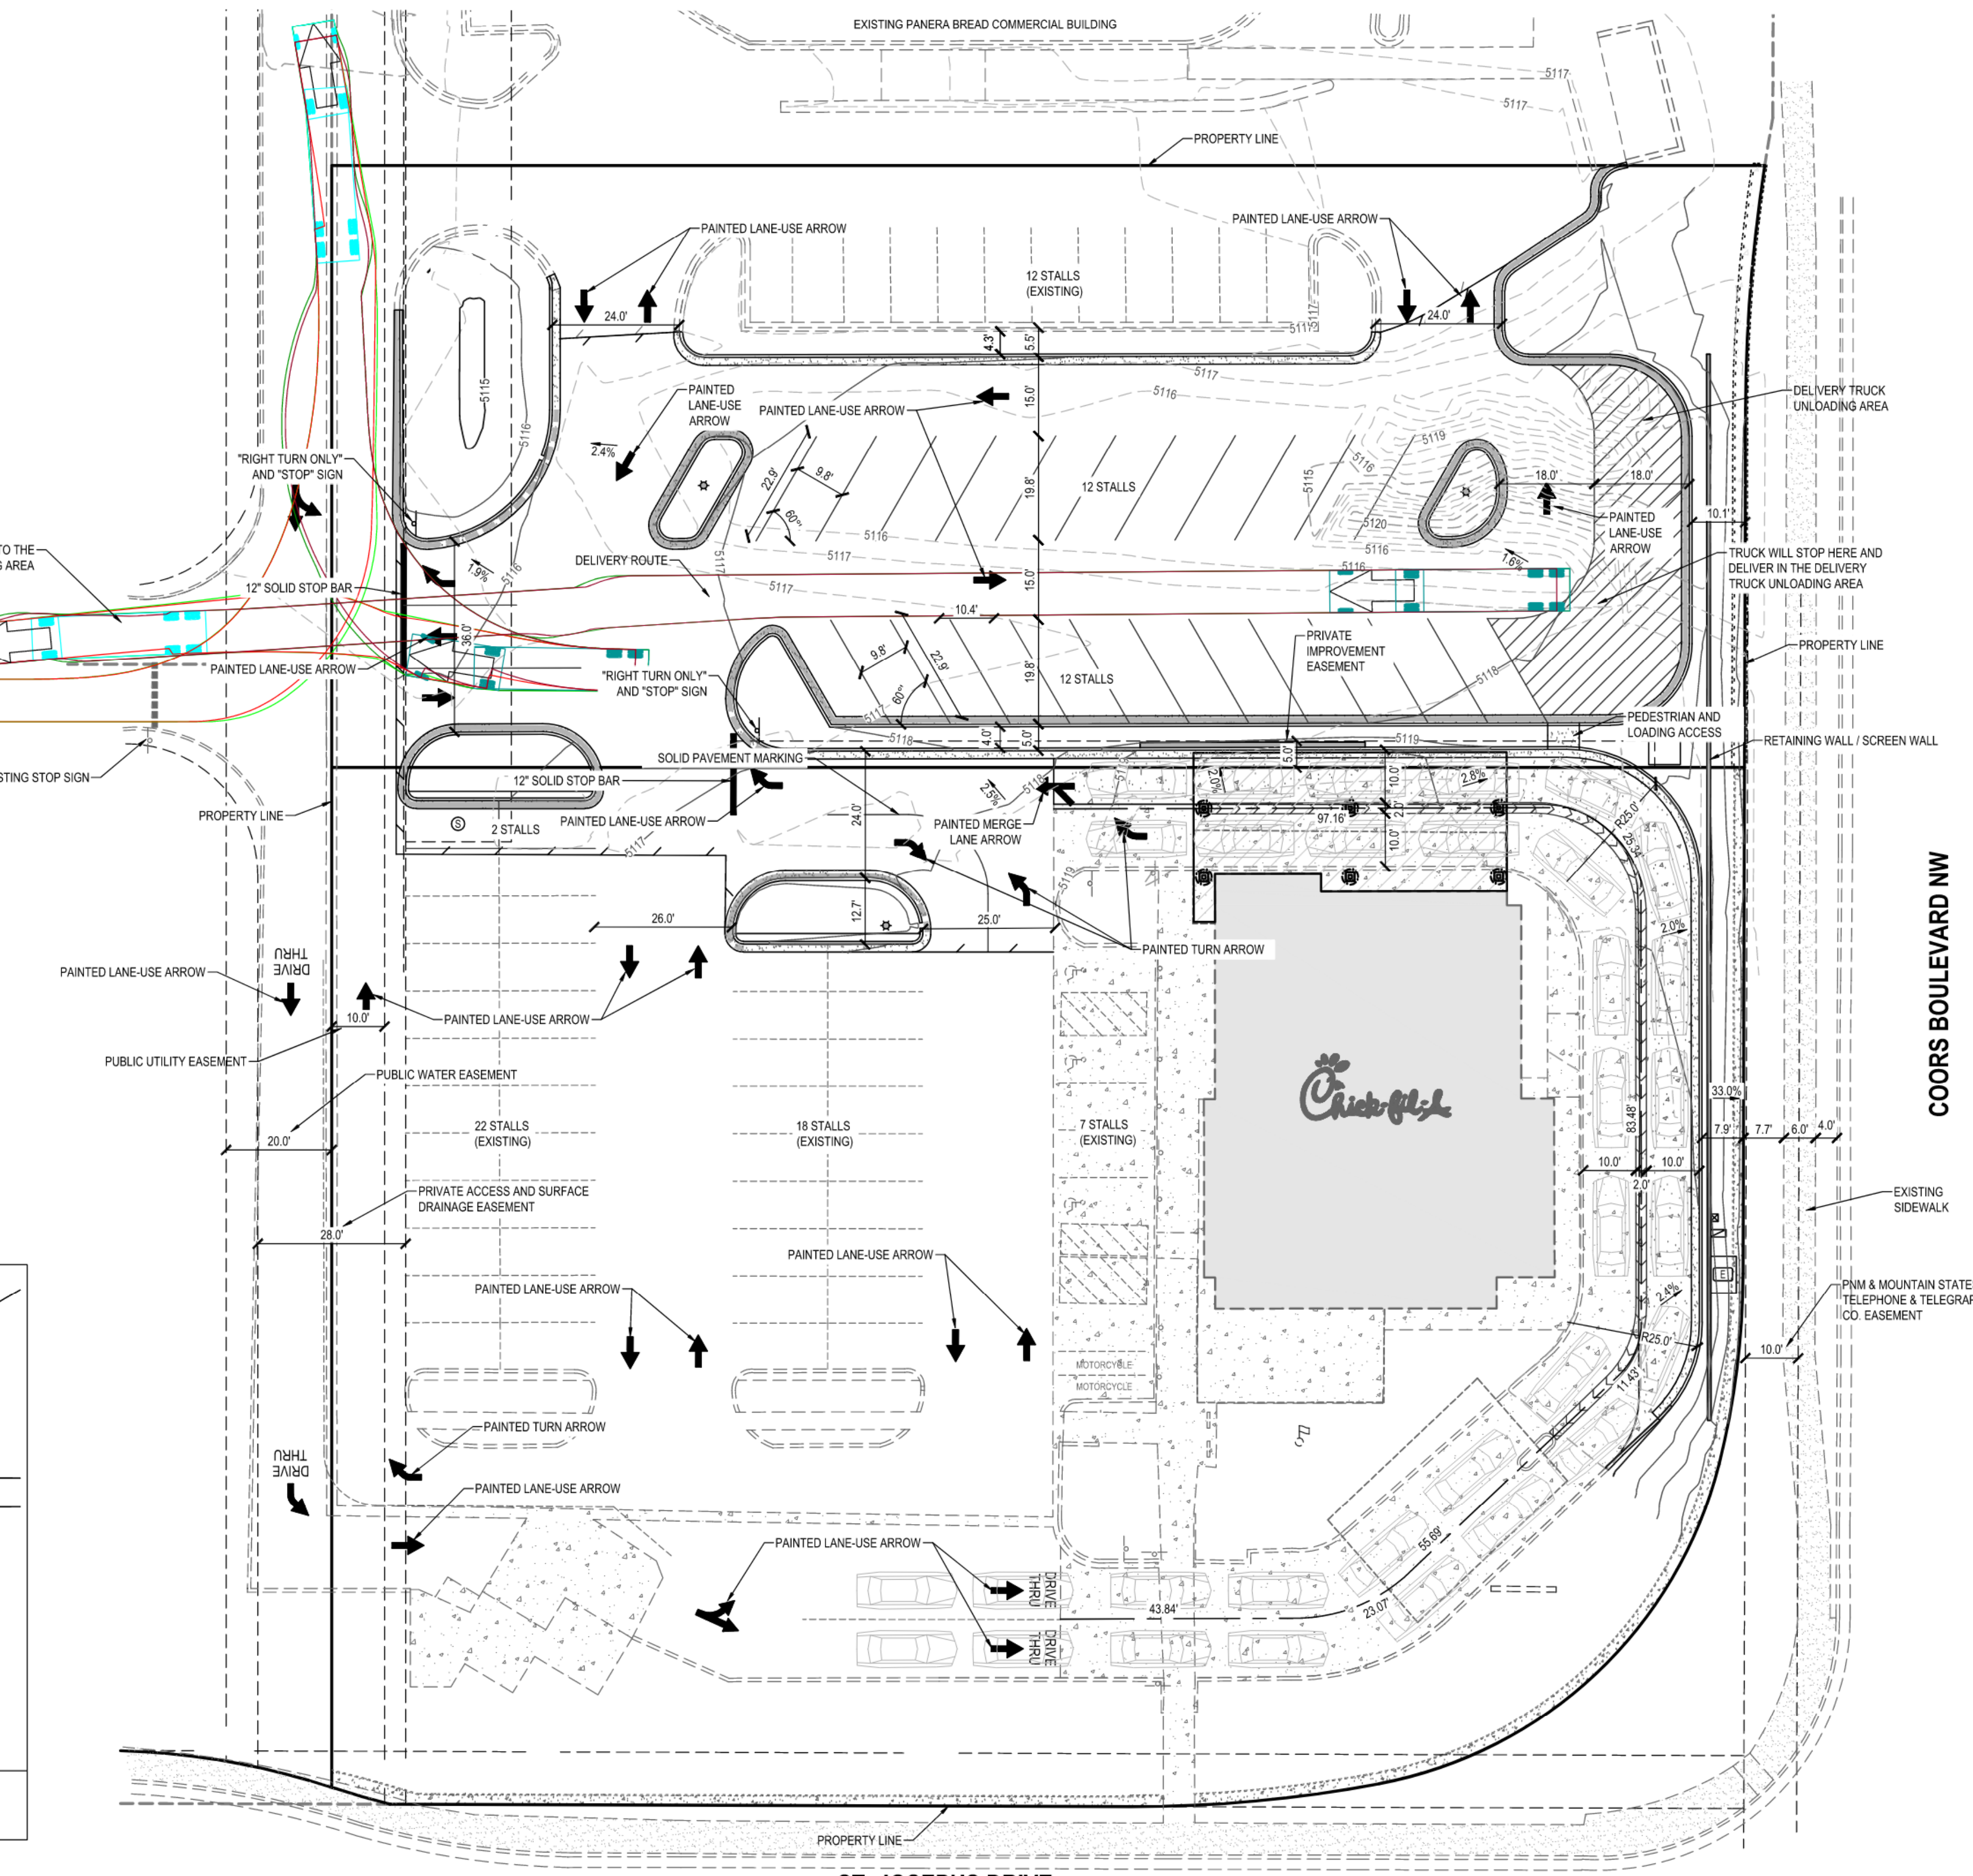 EXISTING PANERA BREAD COMMERCIAL BUILDING
5117
5117
PROPERTY LINE
PAINTED LANE-USE ARROW
PAINTED LANE-USE ARROW
12 STALLS
(EXISTING)
24.0'
24.0'
5117
5117
4.3'
5.5'
5115
5117
5116
PAINTED
LANE-USE
ARROW
PAINTED LANE-USE ARROW
15.0'
DELIVERY TRUCK
UNLOADING AREA
5116
2.4%
5119
5116
5115
"RIGHT TURN ONLY"
AND "STOP" SIGN
22.9'
9.8'
60°
19.8'
12 STALLS
18.0'
18.0'
10.1'
5120
PAINTED
LANE-USE
ARROW
5116
5116
5117
5117
5117
TO THE
AREA
DELIVERY ROUTE
TRUCK WILL STOP HERE AND
DELIVER IN THE DELIVERY
TRUCK UNLOADING AREA
1.9%
5116
1.6%
5116
12" SOLID STOP BAR
15.0'
10.4'
36.0'
PRIVATE
IMPROVEMENT
EASEMENT
PROPERTY LINE
PAINTED LANE-USE ARROW
"RIGHT TURN ONLY"
AND "STOP" SIGN
9.8'
22.9'
60°
19.8'
12 STALLS
5118
5117
5118
4.0'
5.0'
5119
5.0'
PEDESTRIAN AND
LOADING ACCESS
RETAINING WALL / SCREEN WALL
STING STOP SIGN
SOLID PAVEMENT MARKING
12" SOLID STOP BAR
2.5%
5118
5119
2.0%
10.0'
2.8%
2.0'
97.16'
10.0'
R25.0'
25.34'
PROPERTY LINE
S
2 STALLS
PAINTED LANE-USE ARROW
24.0'
PAINTED MERGE
LANE ARROW
5117
5119
12.7'
26.0'
25.0'
PAINTED TURN ARROW
2.0%
COORS BOULEVARD NW
DRIVE
THRU
PAINTED LANE-USE ARROW
PAINTED LANE-USE ARROW
10.0'
PUBLIC UTILITY EASEMENT
PUBLIC WATER EASEMENT
Chick-fil-A
33.0%
22 STALLS
(EXISTING)
18 STALLS
(EXISTING)
7 STALLS
(EXISTING)
83.48'
20.0'
7.9'
7.7'
6.0'
4.0'
10.0'
10.0'
2.0'
PRIVATE ACCESS AND SURFACE
DRAINAGE EASEMENT
EXISTING
SIDEWALK
28.0'
PAINTED LANE-USE ARROW
E
PAINTED LANE-USE ARROW
2.4%
PNM & MOUNTAIN STATE
TELEPHONE & TELEGRAP
CO. EASEMENT
R25.0'
10.0'
MOTORCYCLE
MOTORCYCLE
11.43'
PAINTED TURN ARROW
DRIVE
THRU
PAINTED LANE-USE ARROW
PAINTED LANE-USE ARROW
55.69'
DRIVE
THRU
43.84'
23.07'
DRIVE
THRU
PROPERTY LINE